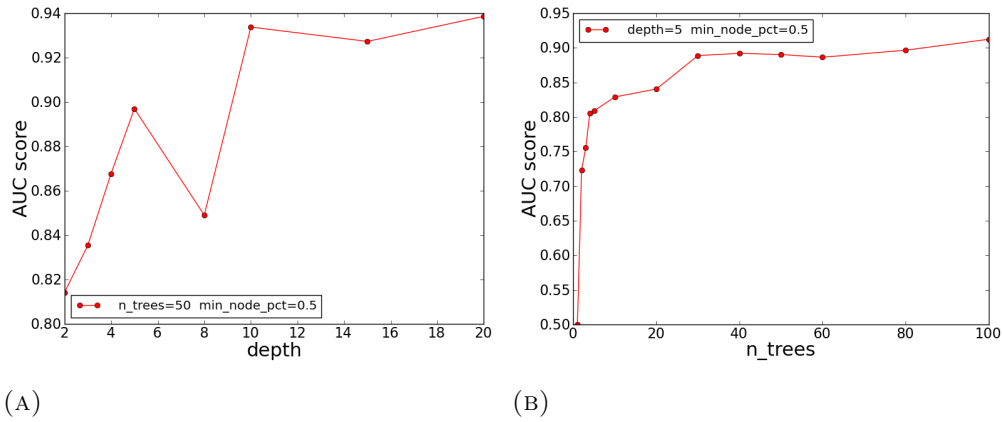 0.94
0.92
0.90
0.88
0.86
0.84
0.82
0.80
AUC score
n_trees=50 min_node_pct=0.5
2 4 6 8 10 12 14 16 18 20
depth
(A)
0.95
0.90
0.85
0.80
0.75
0.70
0.65
0.60
0.55
0.50
AUC score
depth=5 min_node_pct=0.5
0 20 40 60 80 100
n_trees
(B)